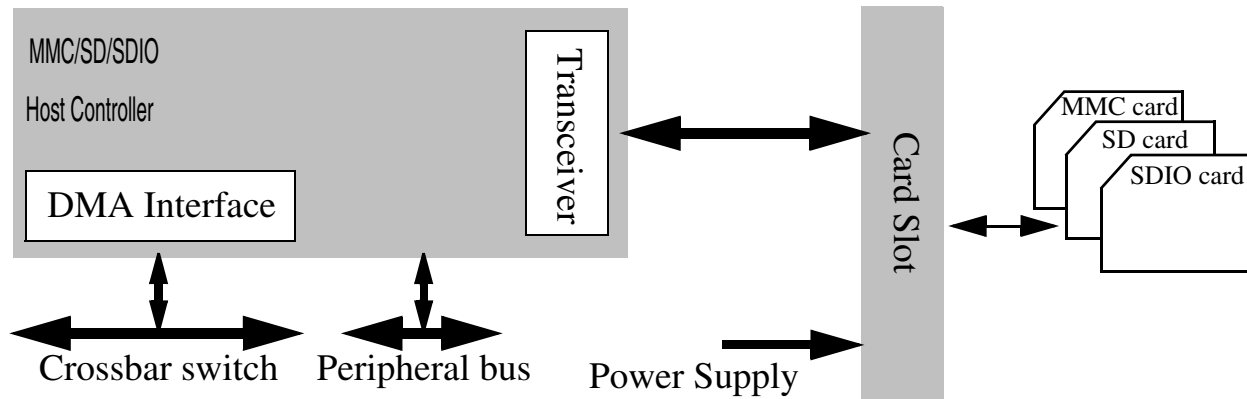 MMC/SD/SDIO
Host Controller
Transceiver
DMA Interface
Card Slot
MMC card
SD card
SDIO card
Crossbar switch
Peripheral bus
Power Supply